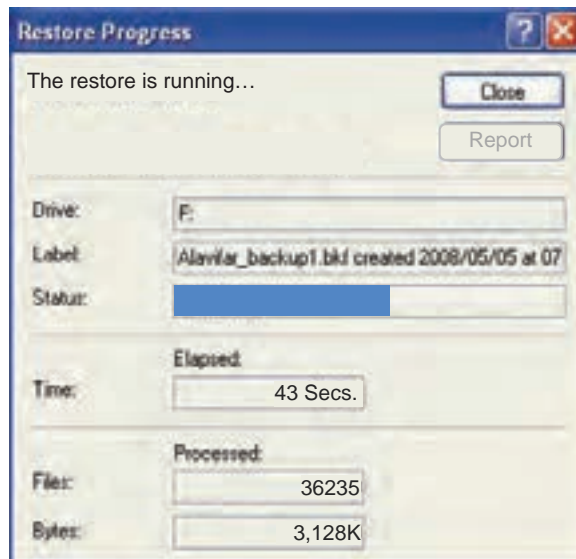 Restore Progress
The restore is running…
Close
Report
Drive: F:
Label: Alavilar_backup1.bkf created 2008/05/05 at 07
Status:
Elapsed:
Time: 43 Secs.
Processed:
Files: 36235
Bytes: 3,128K